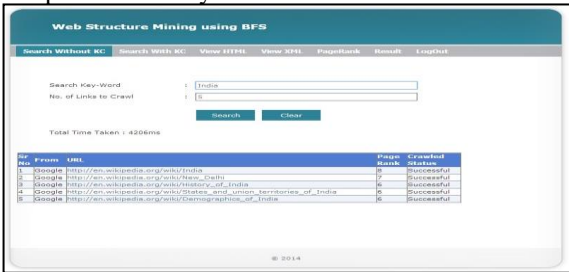 Web Structure Mining using BFS
Search Without KC Search With KC View HTML View XML PageRank Result LogOut
Search Key-Word : India
No. of Links to Crawl : 5
Search Clear
Total Time Taken : 4206ms
Sr No From URL Page Rank Crawled Status
1 Google http://en.wikipedia.org/wiki/India 8 Successful
2 Google http://en.wikipedia.org/wiki/New_Delhi 7 Successful
3 Google http://en.wikipedia.org/wiki/History_of_India 6 Successful
4 Google http://en.wikipedia.org/wiki/States_and_union_territories_of_India 6 Successful
5 Google http://en.wikipedia.org/wiki/Demographics_of_India 6 Successful
© 2014